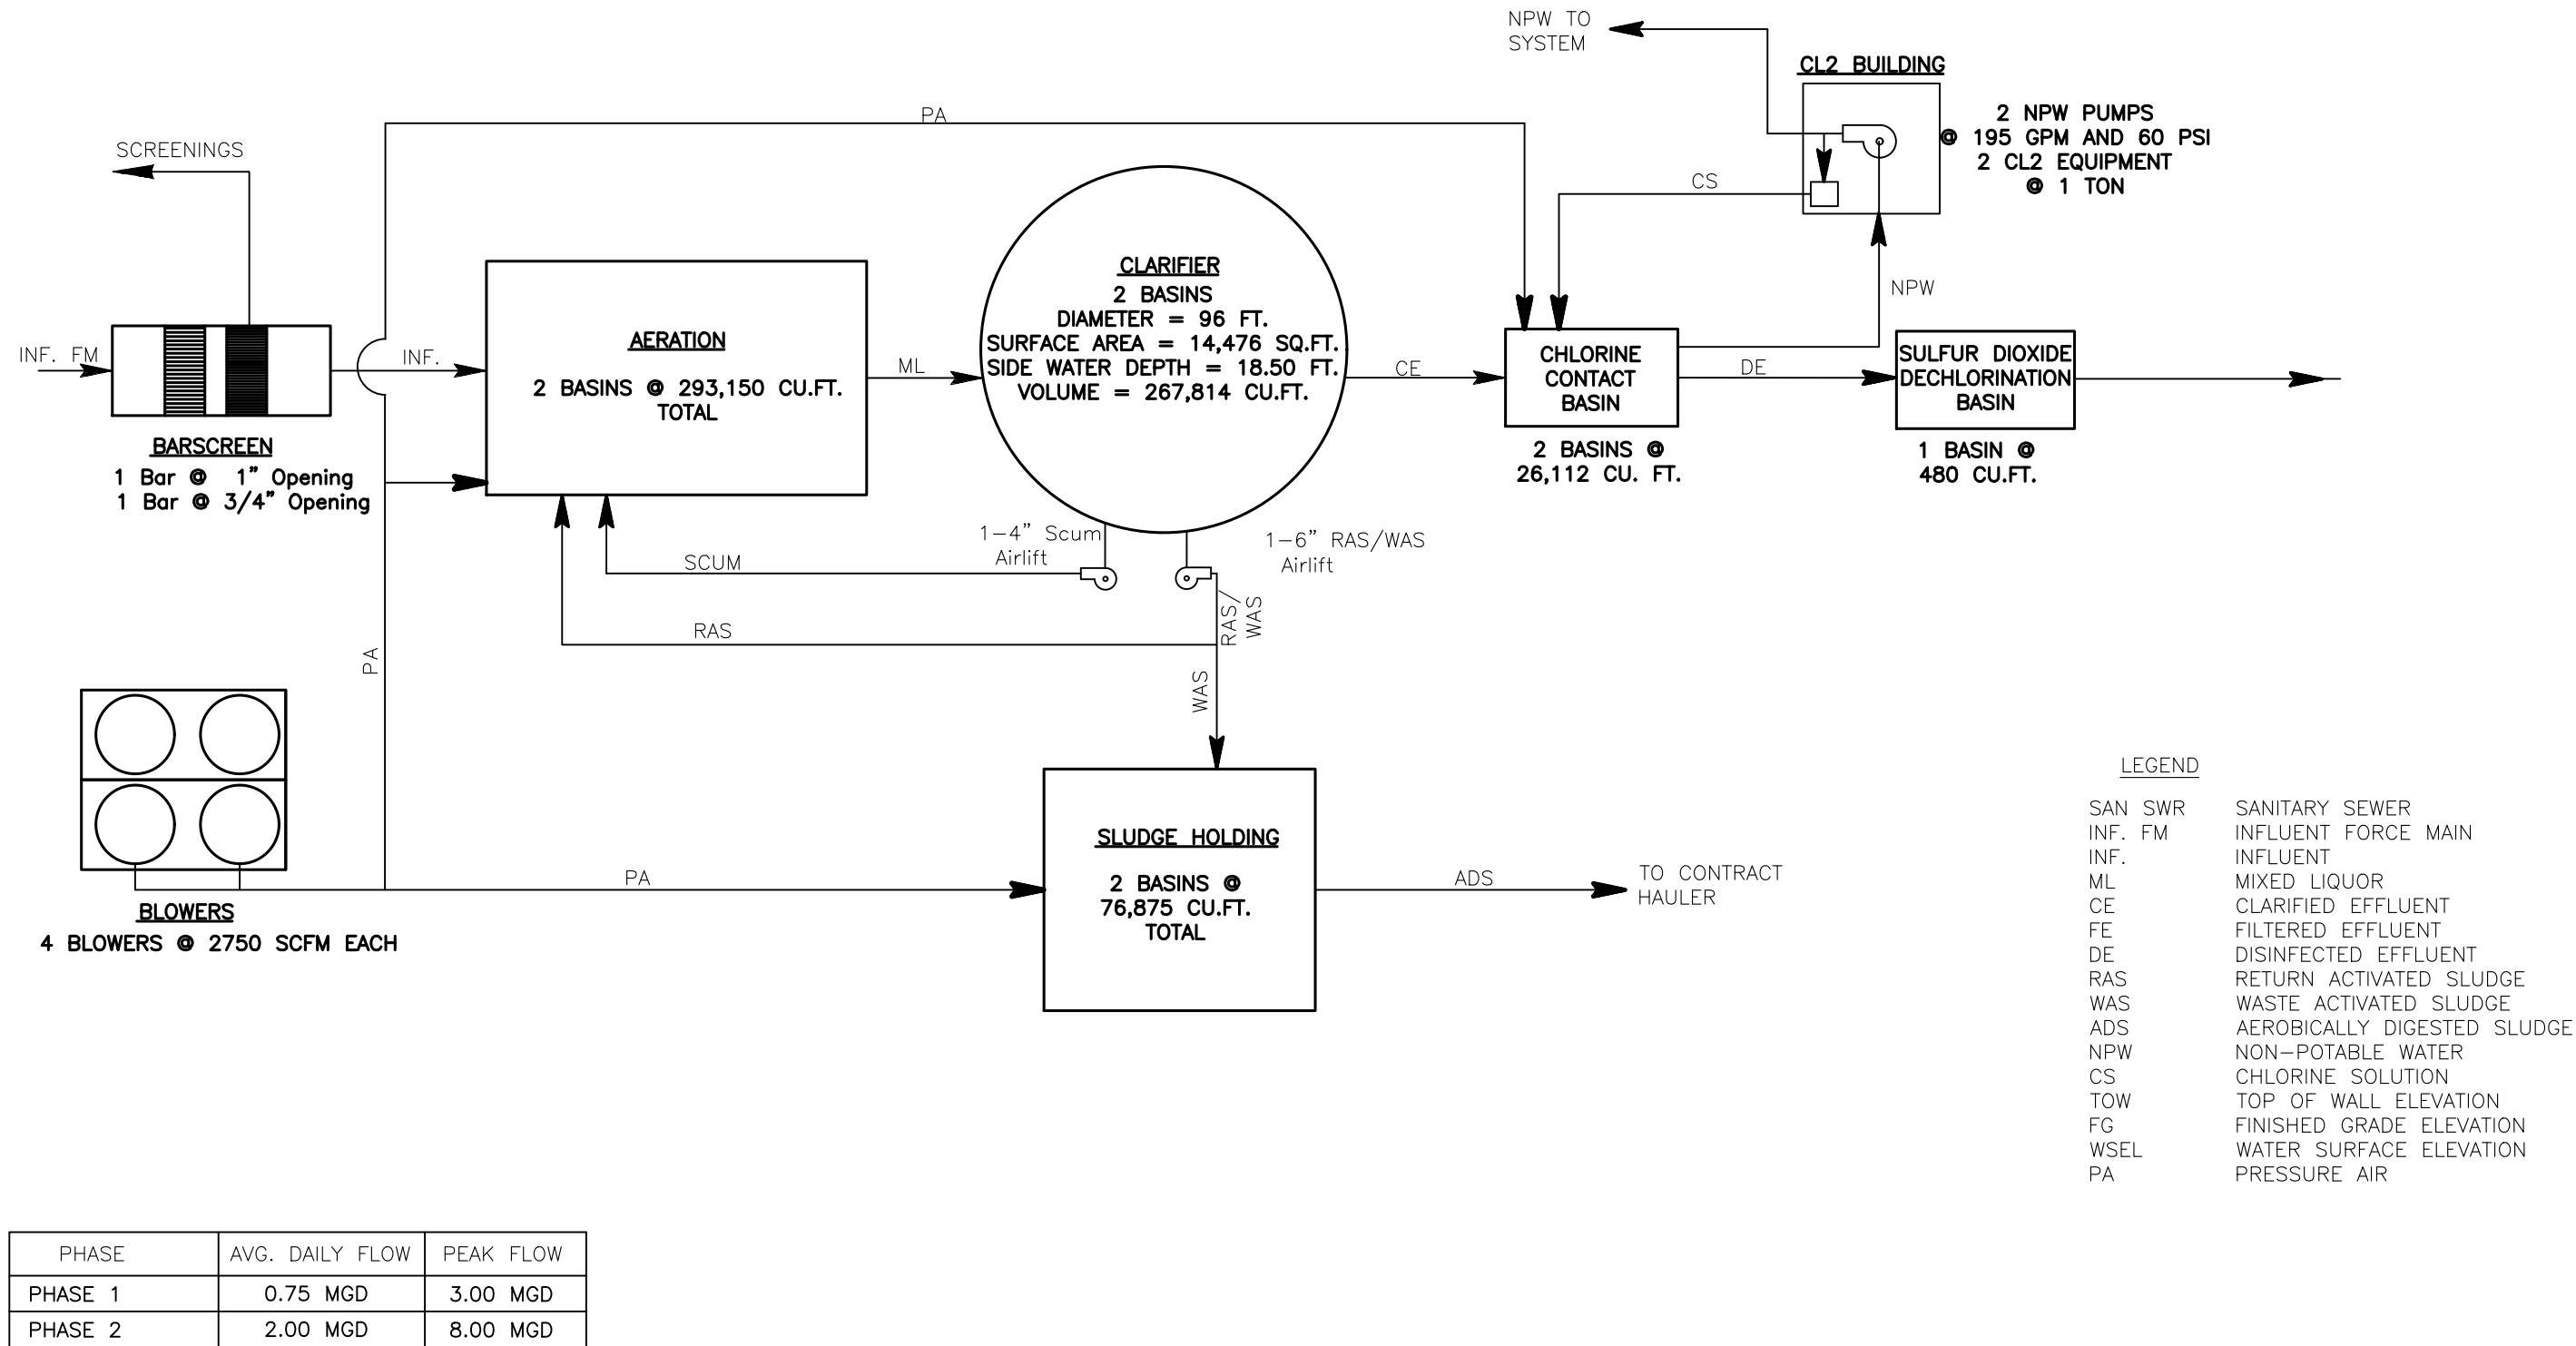 NPW TO
SYSTEM
CL2 BUILDING
2 NPW PUMPS
@ 195 GPM AND 60 PSI
2 CL2 EQUIPMENT
@ 1 TON
PA
SCREENINGS
CS
NPW
INF. FM
INF.
BARSCREEN
1 Bar @ 1" Opening
1 Bar @ 3/4" Opening
AERATION
2 BASINS @ 293,150 CU.FT.
TOTAL
ML
CLARIFIER
2 BASINS
DIAMETER = 96 FT.
SURFACE AREA = 14,476 SQ.FT.
SIDE WATER DEPTH = 18.50 FT.
VOLUME = 267,814 CU.FT.
CE
CHLORINE
CONTACT
BASIN
2 BASINS @
26,112 CU. FT.
DE
SULFUR DIOXIDE
DECHLORINATION
BASIN
1 BASIN @
480 CU.FT.
1-4" Scum
Airlift
1-6" RAS/WAS
Airlift
SCUM
RAS/
WAS
RAS
PA
WAS
BLOWERS
4 BLOWERS @ 2750 SCFM EACH
PA
SLUDGE HOLDING
2 BASINS @
76,875 CU.FT.
TOTAL
ADS
TO CONTRACT
HAULER
LEGEND
SAN SWR SANITARY SEWER
INF. FM INFLUENT FORCE MAIN
INF. INFLUENT
ML MIXED LIQUOR
CE CLARIFIED EFFLUENT
FE FILTERED EFFLUENT
DE DISINFECTED EFFLUENT
RAS RETURN ACTIVATED SLUDGE
WAS WASTE ACTIVATED SLUDGE
ADS AEROBICALLY DIGESTED SLUDGE
NPW NON-POTABLE WATER
CS CHLORINE SOLUTION
TOW TOP OF WALL ELEVATION
FG FINISHED GRADE ELEVATION
WSEL WATER SURFACE ELEVATION
PA PRESSURE AIR
PHASE AVG. DAILY FLOW PEAK FLOW
PHASE 1 0.75 MGD 3.00 MGD
PHASE 2 2.00 MGD 8.00 MGD